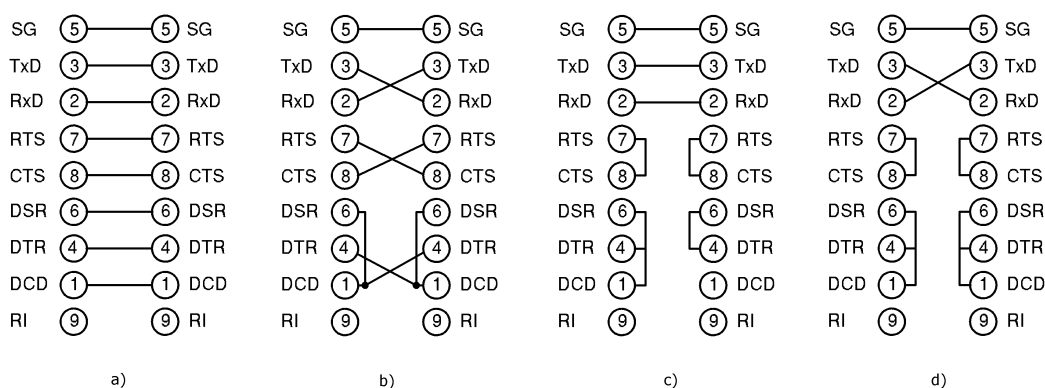 SG 5 5 SG SG 5 5 SG SG 5 5 SG SG 5 5 SG
TxD 3 3 TxD TxD 3 3 TxD TxD 3 3 TxD TxD 3 3 TxD
RxD 2 2 RxD RxD 2 2 RxD RxD 2 2 RxD RxD 2 2 RxD
RTS 7 7 RTS RTS 7 7 RTS RTS 7 7 RTS RTS 7 7 RTS
CTS 8 8 CTS CTS 8 8 CTS CTS 8 8 CTS CTS 8 8 CTS
DSR 6 6 DSR DSR 6 6 DSR DSR 6 6 DSR DSR 6 6 DSR
DTR 4 4 DTR DTR 4 4 DTR DTR 4 4 DTR DTR 4 4 DTR
DCD 1 1 DCD DCD 1 1 DCD DCD 1 1 DCD DCD 1 1 DCD
RI 9 9 RI RI 9 9 RI RI 9 9 RI RI 9 9 RI
a) b) c) d)